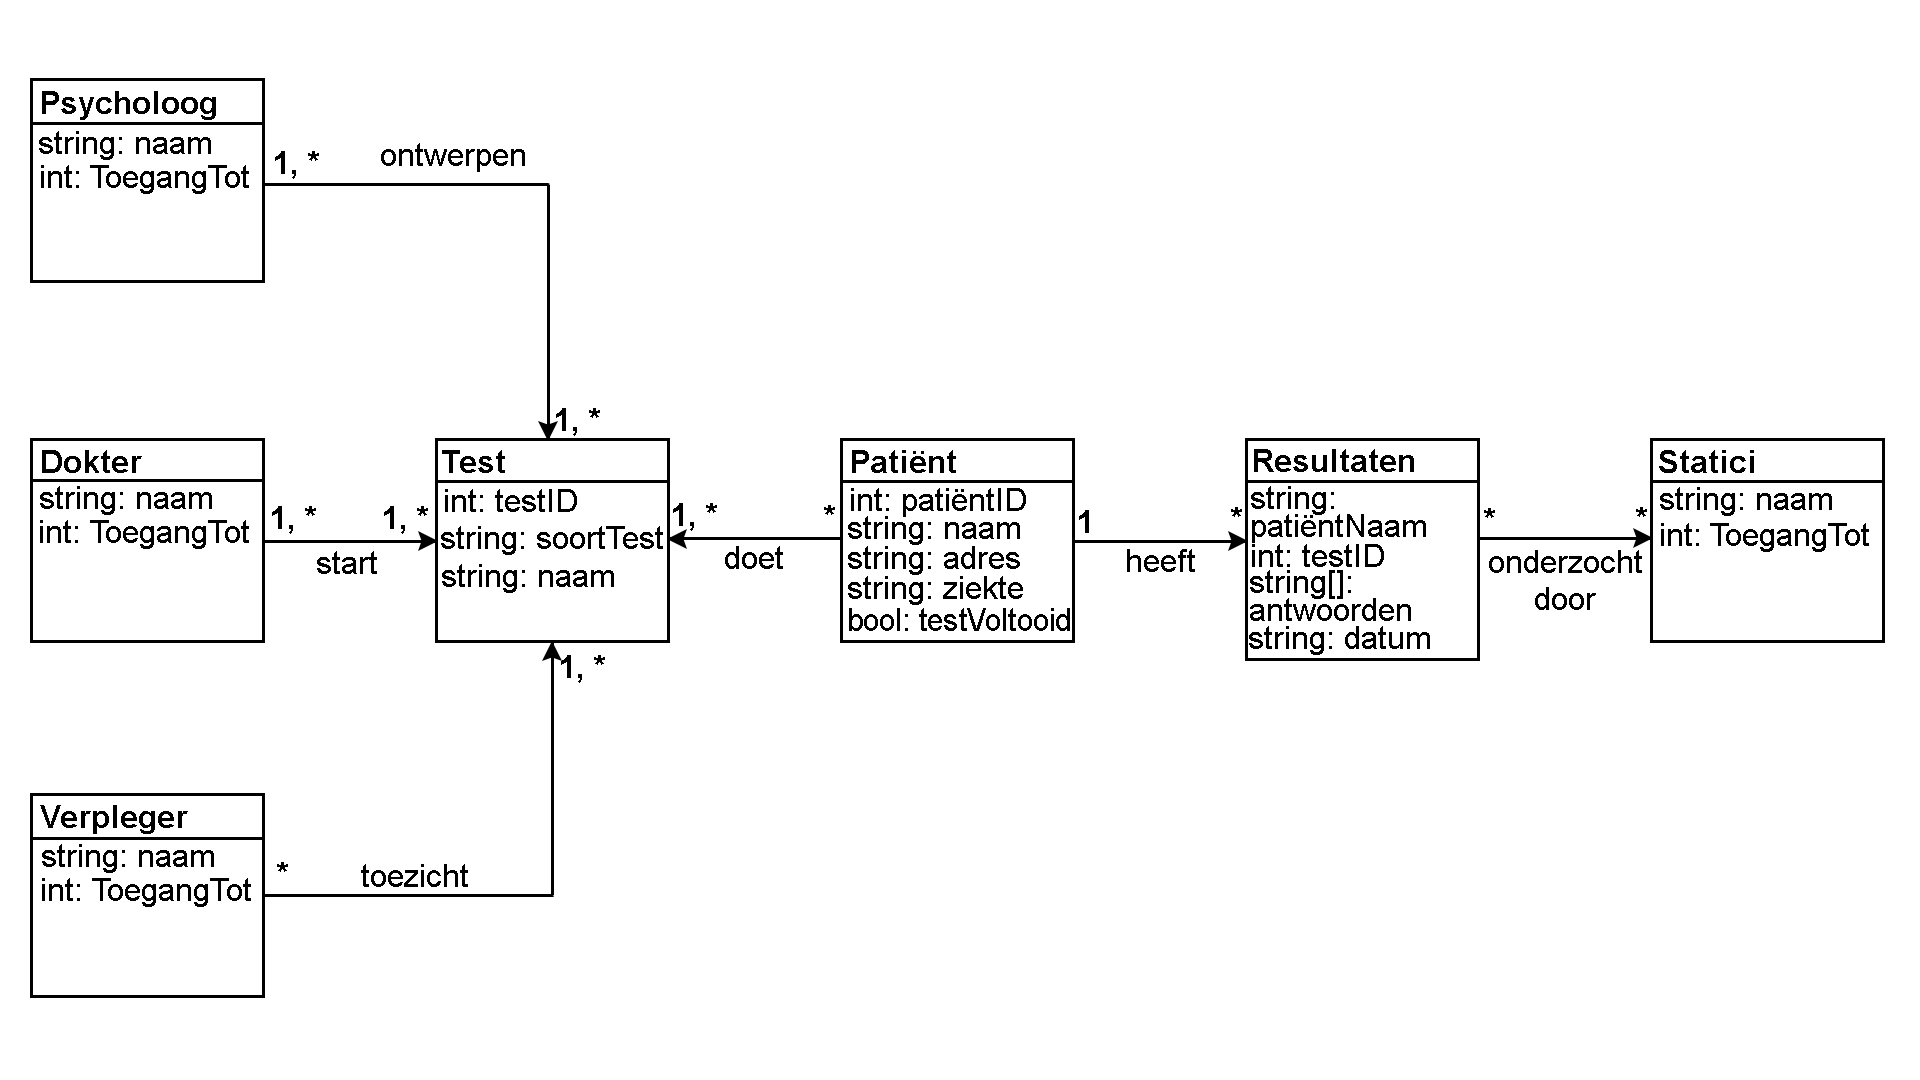 Psycholoog
string: naam
int: ToegangTot
1, *
ontwerpen
1, *
Dokter
string: naam
int: ToegangTot
1, *
start
1, *
Test
int: testID
string: soortTest
string: naam
1, *
doet
*
Patiënt
int: patiëntID
string: naam
string: adres
string: ziekte
bool: testVoltooid
1
heeft
*
Resultaten
string:
patiëntNaam
int: testID
string[]:
antwoorden
string: datum
*
onderzocht
door
*
Statici
string: naam
int: ToegangTot
1, *
Verpleger
string: naam
int: ToegangTot
*
toezicht